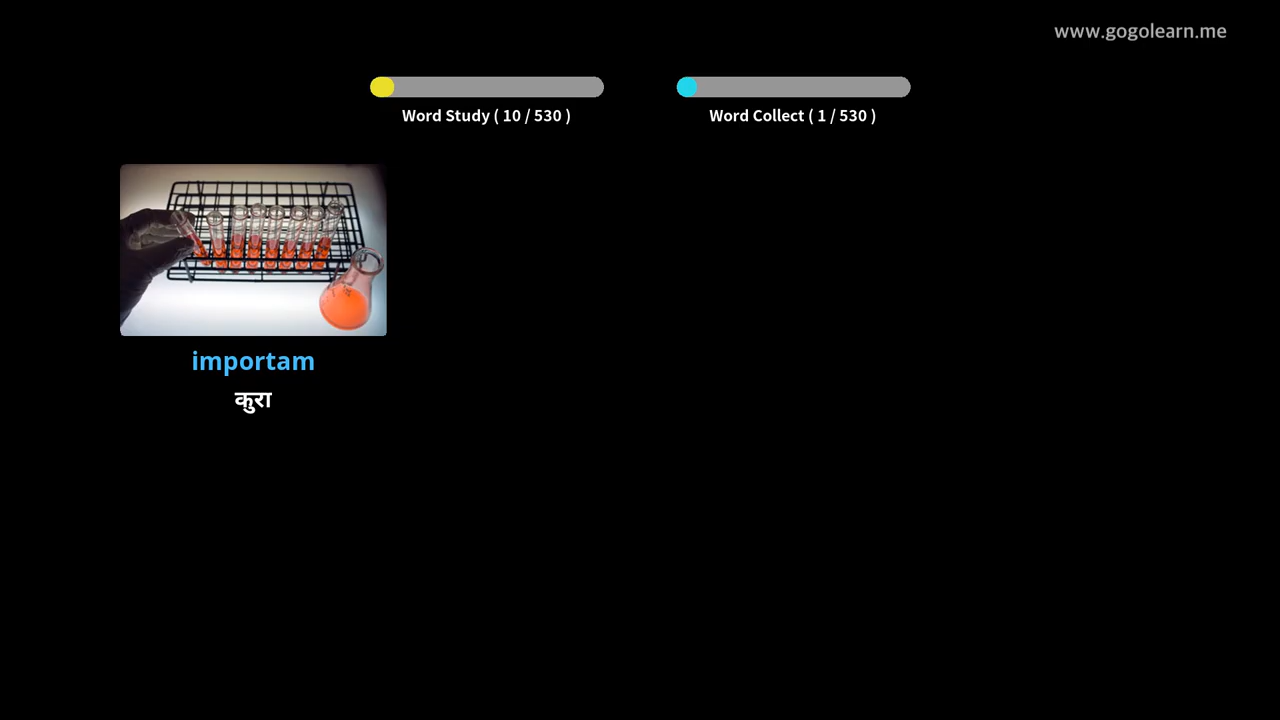 www.gogolearn.me
Word Study ( 10 / 530 )
Word Collect ( 1 / 530 )
importam
कुरा